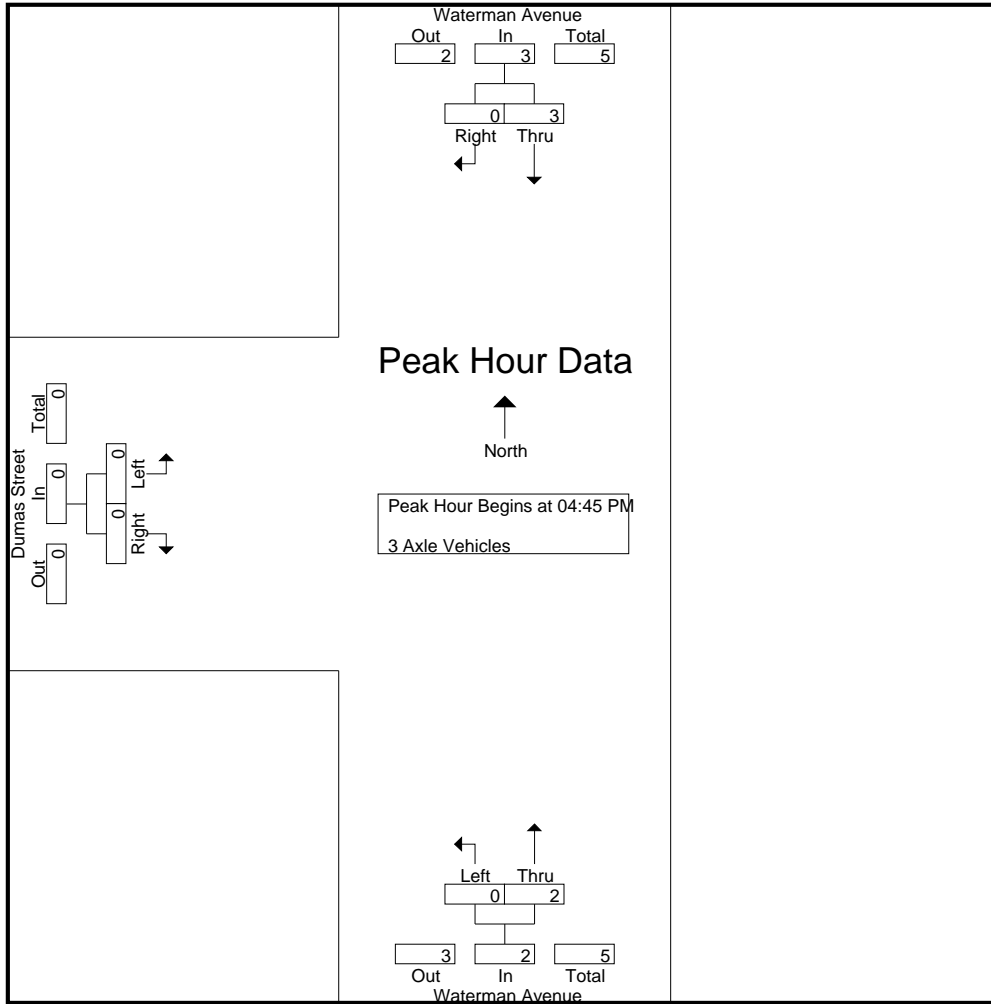 Waterman Avenue
Out In Total
2 3 5
0 3
Right Thru
Peak Hour Data
North
Peak Hour Begins at 04:45 PM
3 Axle Vehicles
Dumas Street
Out In Total
0 0 0
Right Left
0 0
Left Thru
0 2
3 2 5
Out In Total
Waterman Avenue